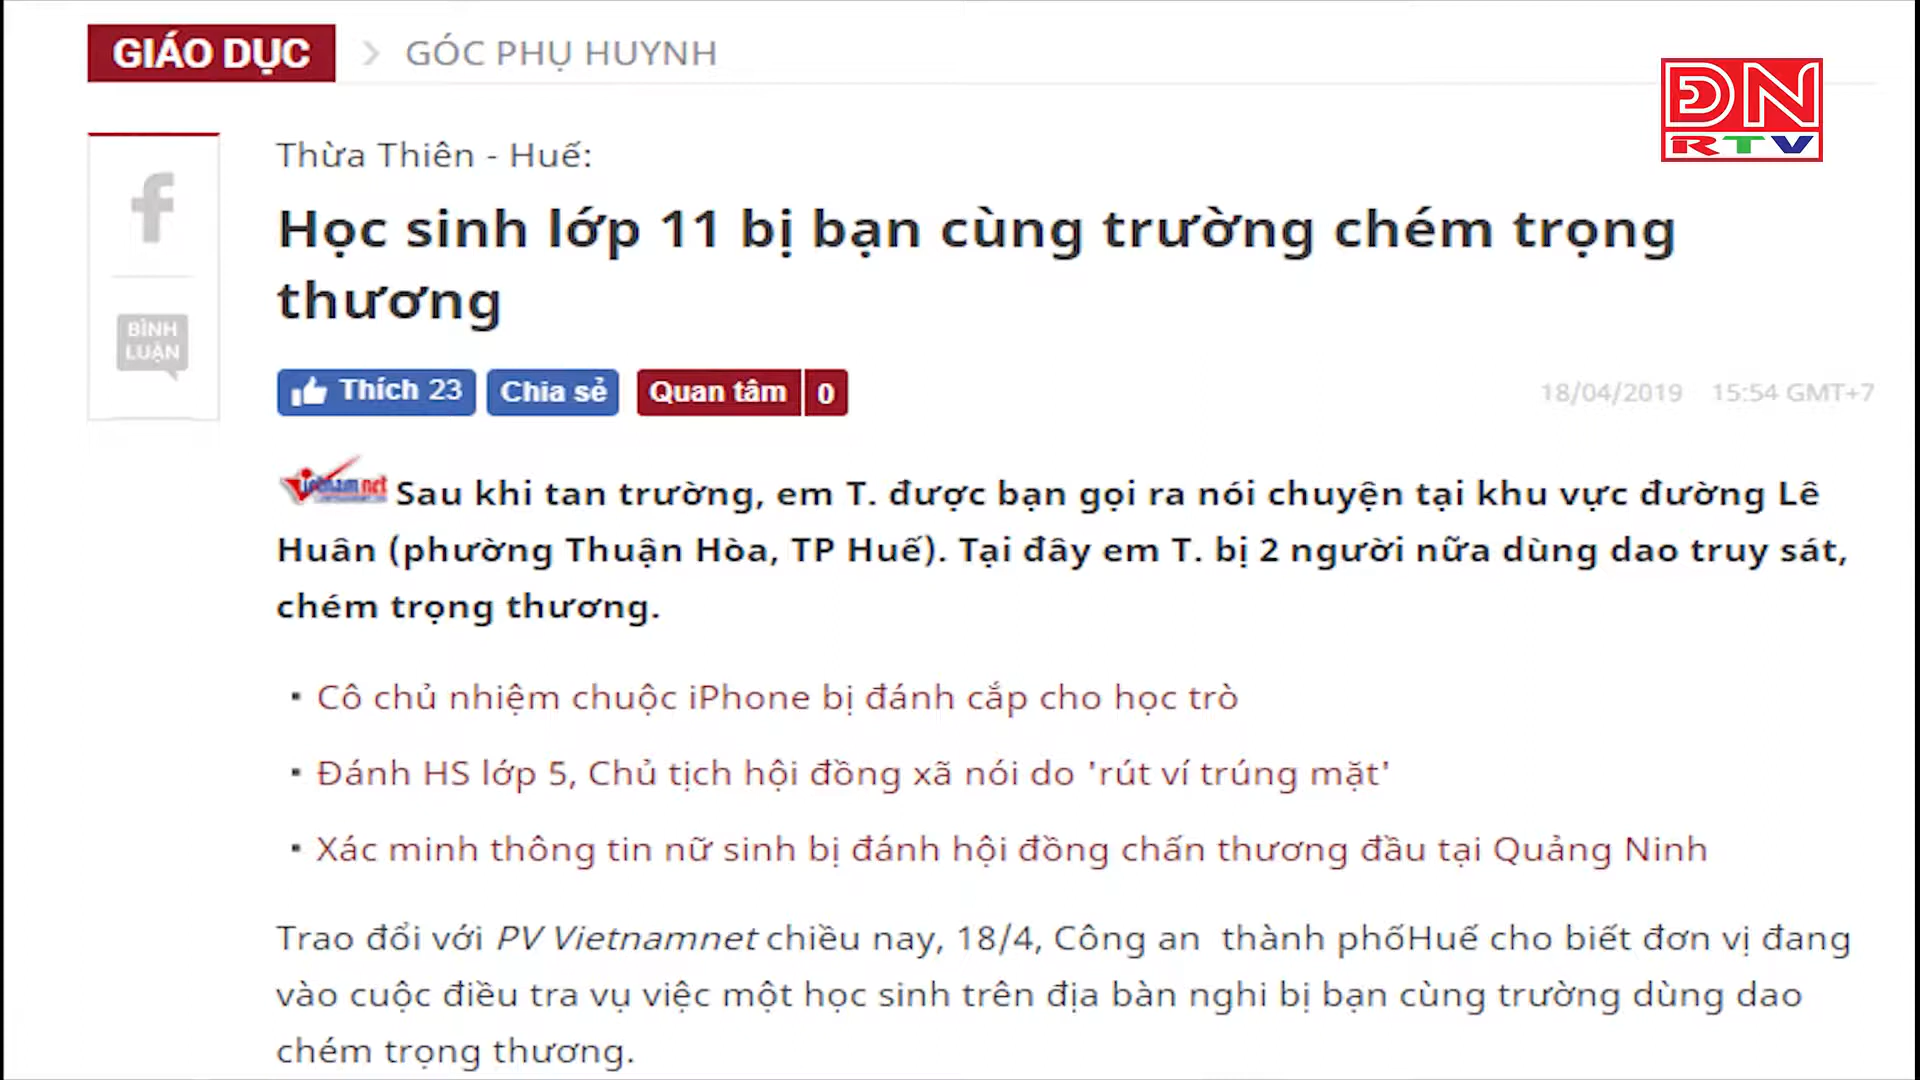 GIÁO DỤC > GÓC PHỤ HUYNH
ĐN
RTV
Thừa Thiên - Huế:
Học sinh lớp 11 bị bạn cùng trường chém trọng
thương
BÌNH
LUẬN
Thích 23 Chia sẻ Quan tâm 0
18/04/2019 15:54 GMT+7
Vietnamnet Sau khi tan trường, em T. được bạn gọi ra nói chuyện tại khu vực đường Lê
Huân (phường Thuận Hòa, TP Huế). Tại đây em T. bị 2 người nữa dùng dao truy sát,
chém trọng thương.
▪ Cô chủ nhiệm chuộc iPhone bị đánh cắp cho học trò
▪ Đánh HS lớp 5, Chủ tịch hội đồng xã nói do 'rút ví trúng mặt'
▪ Xác minh thông tin nữ sinh bị đánh hội đồng chấn thương đầu tại Quảng Ninh
Trao đổi với PV Vietnamnet chiều nay, 18/4, Công an thành phốHuế cho biết đơn vị đang
vào cuộc điều tra vụ việc một học sinh trên địa bàn nghi bị bạn cùng trường dùng dao
chém trọng thương.